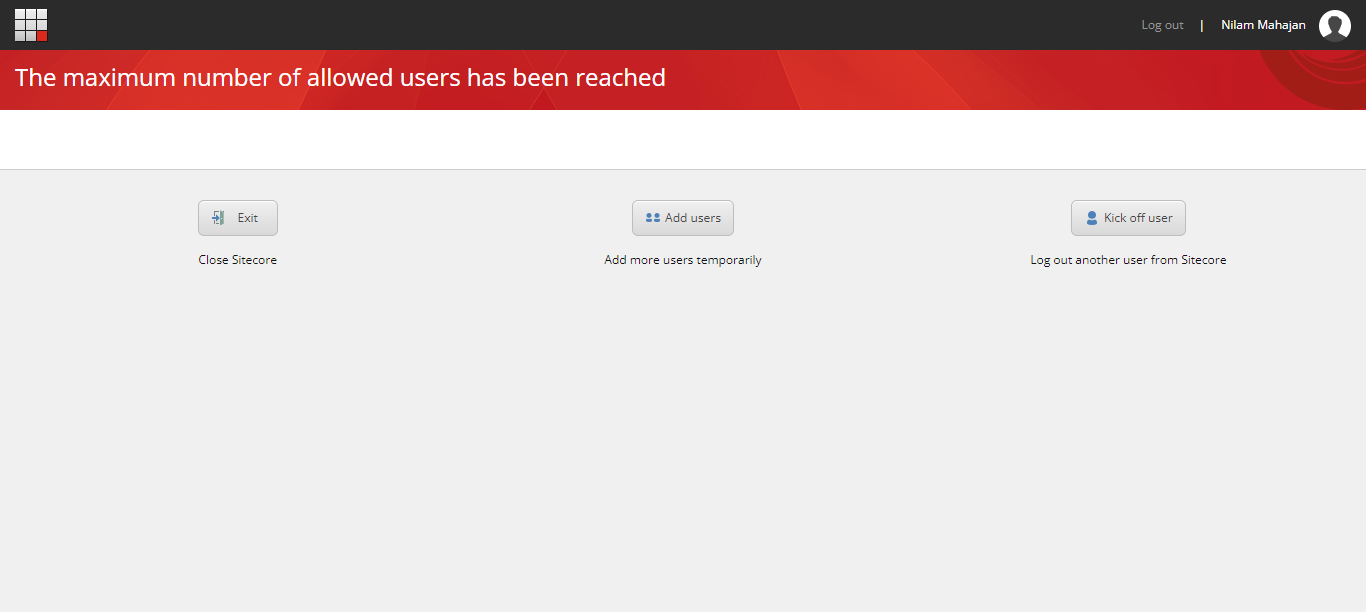 Log out | Nilam Mahajan
The maximum number of allowed users has been reached
Exit
Add users
Kick off user
Close Sitecore
Add more users temporarily
Log out another user from Sitecore